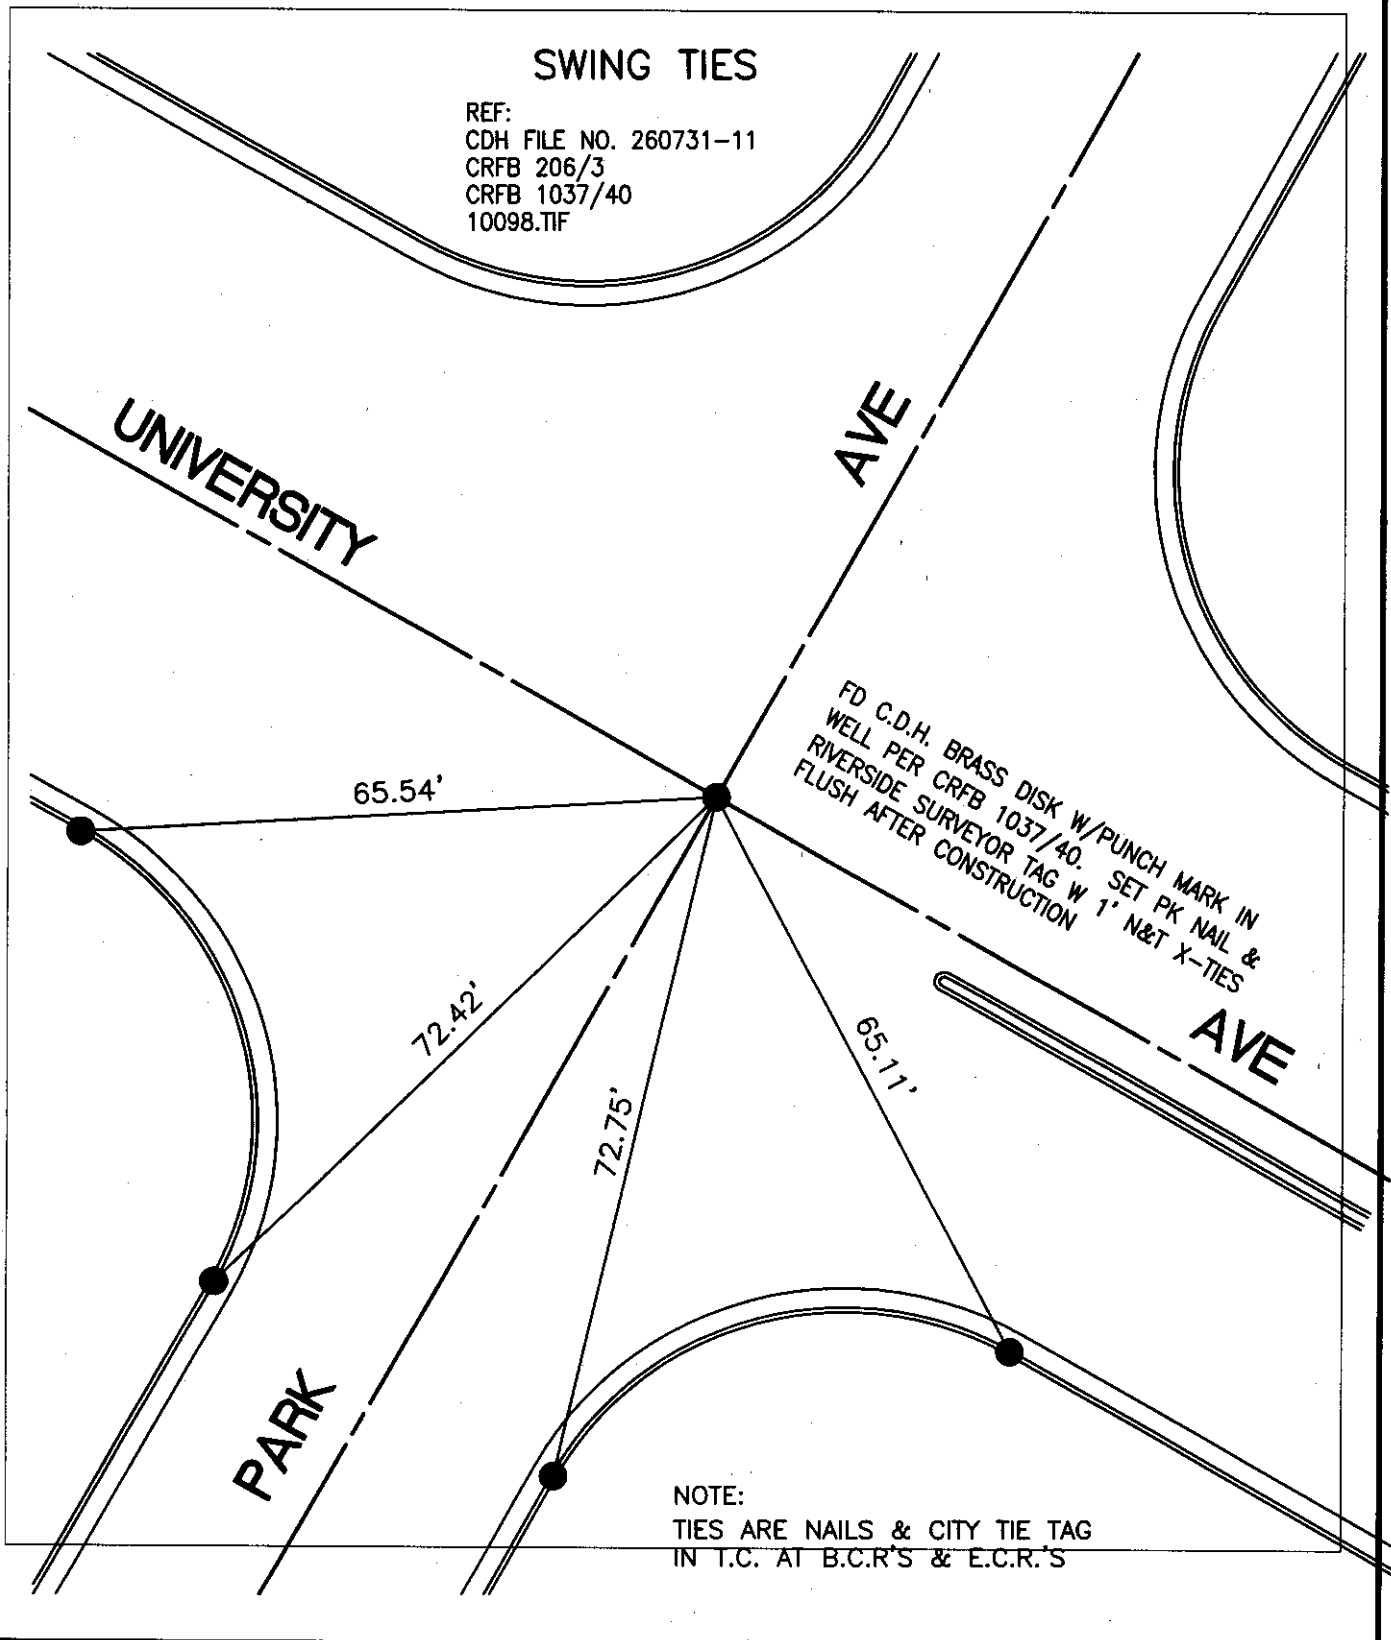 SWING TIES
REF:
CDH FILE NO. 260731-11
CRFB 206/3
CRFB 1037/40
10098.TIF
UNIVERSITY
AVE
FD C.D.H. BRASS DISK W/PUNCH MARK IN
WELL PER CRFB 1037/40. SET PK NAIL &
RIVERSIDE SURVEYOR TAG W 1' N&T X-TIES
FLUSH AFTER CONSTRUCTION
65.54'
72.42'
72.75'
65.11'
AVE
PARK
NOTE:
TIES ARE NAILS & CITY TIE TAG
IN T.C. AT B.C.R'S & E.C.R.'S